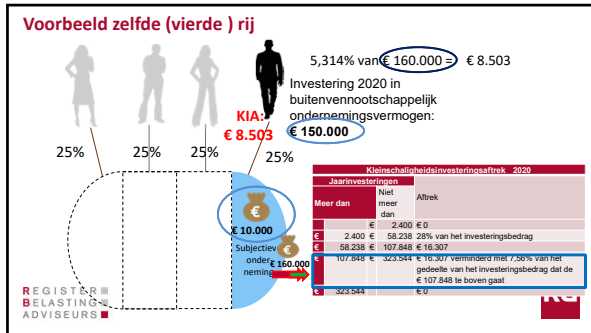 Voorbeeld zelfde (vierde ) rij
5,314% van € 160.000 = € 8.503
Investering 2020 in
buitenvennootschappelijk
ondernemingsvermogen:
€ 150.000
KIA:
€ 8.503
25% 25% 25% 25%
€
€ 10.000
Subjectiev
onder
neming
€
€ 160.000
Kleinschaligheidsinvesteringsaftrek 2020
Jaarinvesteringen
Meer dan Niet meer dan Aftrek
€ 2.400 € 0
€ 2.400 € 58.238 28% van het investeringsbedrag
€ 58.238 € 107.848 € 16.307
€ 107.848 € 323.544 € 16.307 verminderd met 7,56% van het
gedeelte van het investeringsbedrag dat de
€ 107.848 te boven gaat
€ 323.544 € 0
REGISTER
BELASTING
ADVISEURS